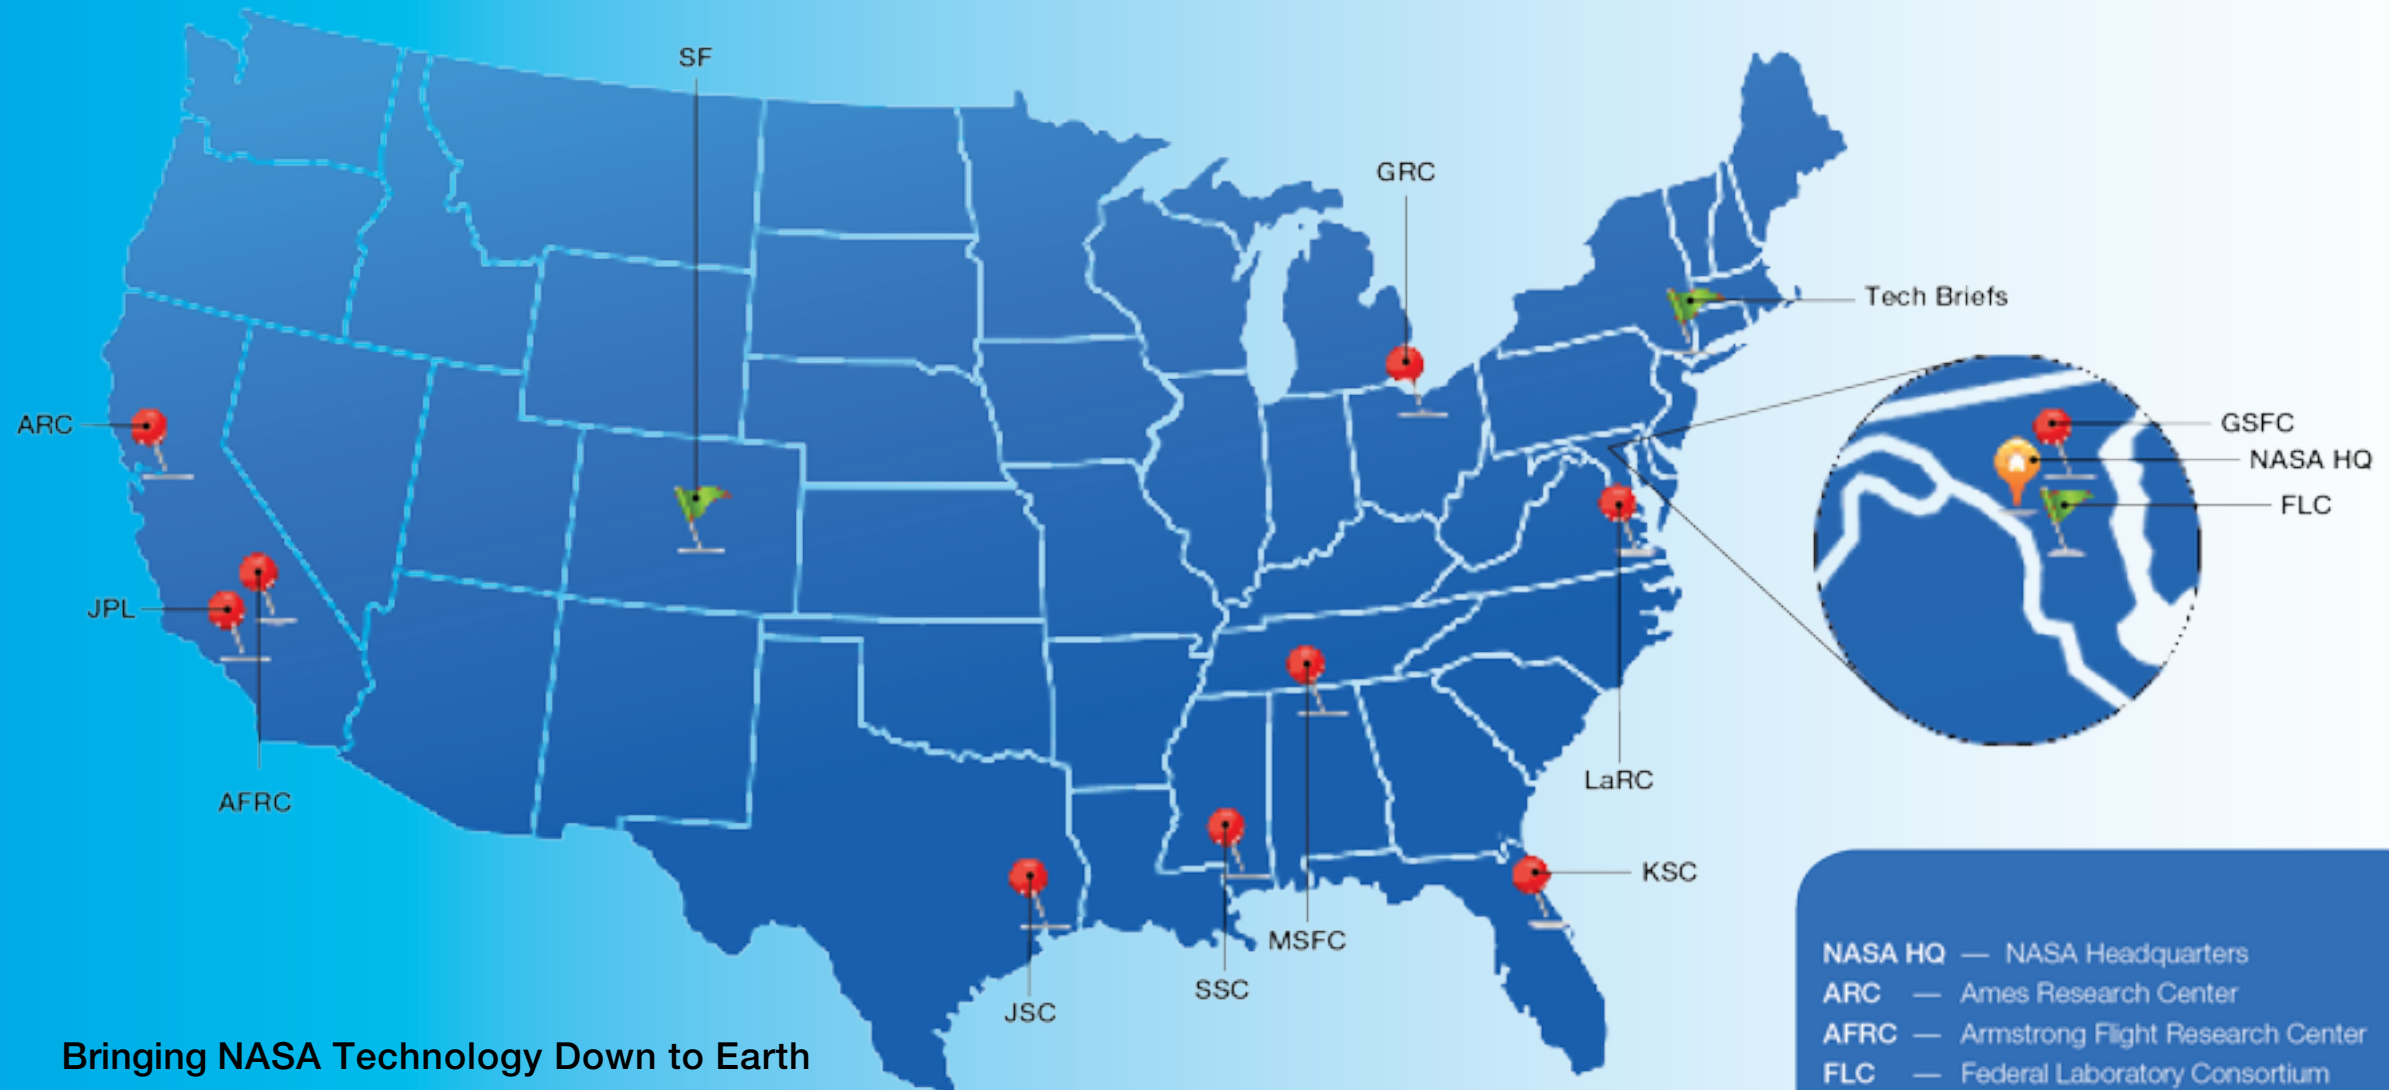 SF
GRC
Tech Briefs
ARC
GSFC
NASA HQ
FLC
JPL
LaRC
AFRC
KSC
MSFC
SSC
JSC
NASA HQ — NASA Headquarters
ARC — Ames Research Center
AFRC — Armstrong Flight Research Center
FLC — Federal Laboratory Consortium
Bringing NASA Technology Down to Earth